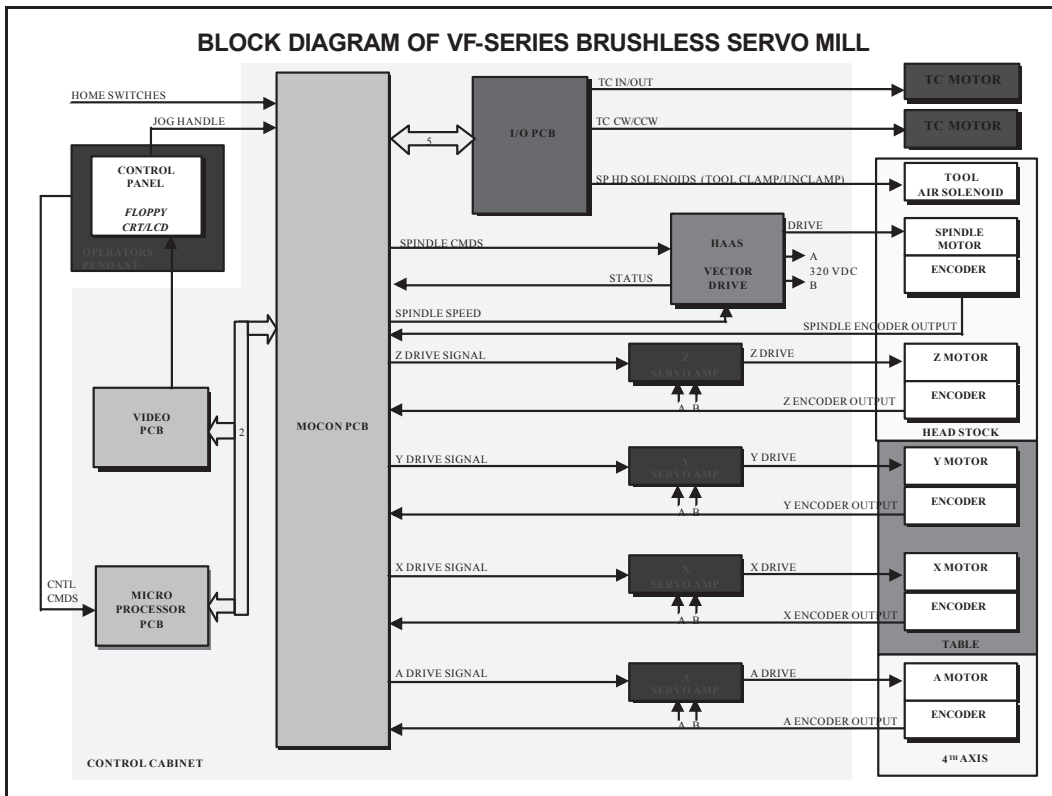 BLOCK DIAGRAM OF VF-SERIES BRUSHLESS SERVO MILL
HOME SWITCHES
JOG HANDLE
CONTROL
PANEL
FLOPPY
CRT/LCD
OPERATORS
PENDANT
VIDEO
PCB
2
CNTL
CMDS
MICRO
PROCESSOR
PCB
CONTROL CABINET
MOCON PCB
5
I/O PCB
TC IN/OUT
TC MOTOR
TC CW/CCW
TC MOTOR
SP HD SOLENOIDS (TOOL CLAMP/UNCLAMP)
TOOL
AIR SOLENOID
SPINDLE CMDS
STATUS
SPINDLE SPEED
HAAS
VECTOR
DRIVE
DRIVE
A
320 VDC
B
SPINDLE
MOTOR
ENCODER
SPINDLE ENCODER OUTPUT
Z DRIVE SIGNAL
Z
SERVO AMP
A B
Z DRIVE
Z MOTOR
Z ENCODER OUTPUT
ENCODER
HEAD STOCK
Y DRIVE SIGNAL
Y
SERVO AMP
A B
Y DRIVE
Y MOTOR
Y ENCODER OUTPUT
ENCODER
X DRIVE SIGNAL
X
SERVO AMP
A B
X DRIVE
X MOTOR
X ENCODER OUTPUT
ENCODER
TABLE
A DRIVE SIGNAL
A
SERVO AMP
A B
A DRIVE
A MOTOR
A ENCODER OUTPUT
ENCODER
4TH AXIS